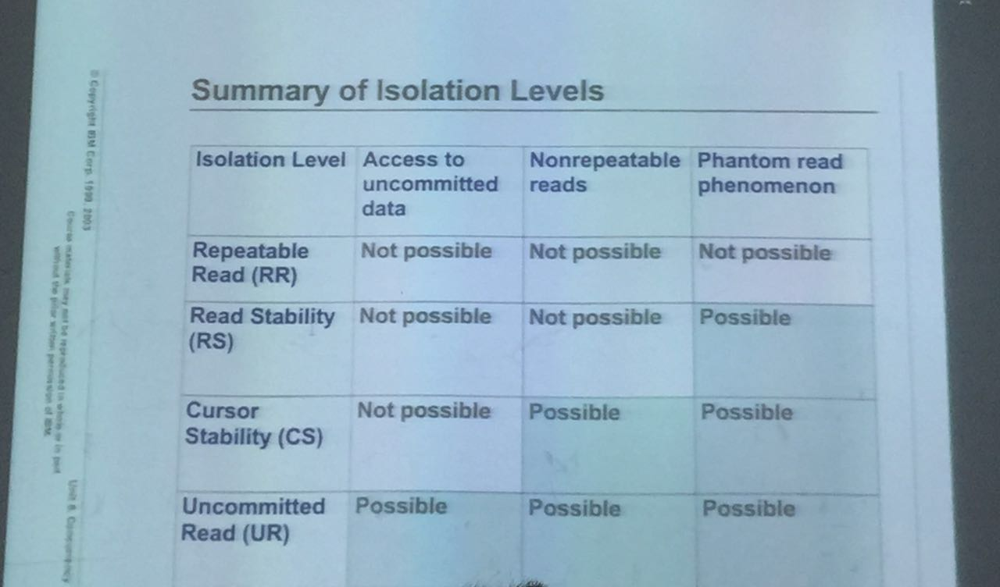 Summary of Isolation Levels
Isolation Level Access to uncommitted data Nonrepeatable reads Phantom read phenomenon
Repeatable Read (RR) Not possible Not possible Not possible
Read Stability (RS) Not possible Not possible Possible
Cursor Stability (CS) Not possible Possible Possible
Uncommitted Read (UR) Possible Possible Possible
© Copyright IBM Corp. 1999, 2003
Course materials may not be reproduced in whole or in part
without the prior written permission of IBM.
Unit 8. Concurrency